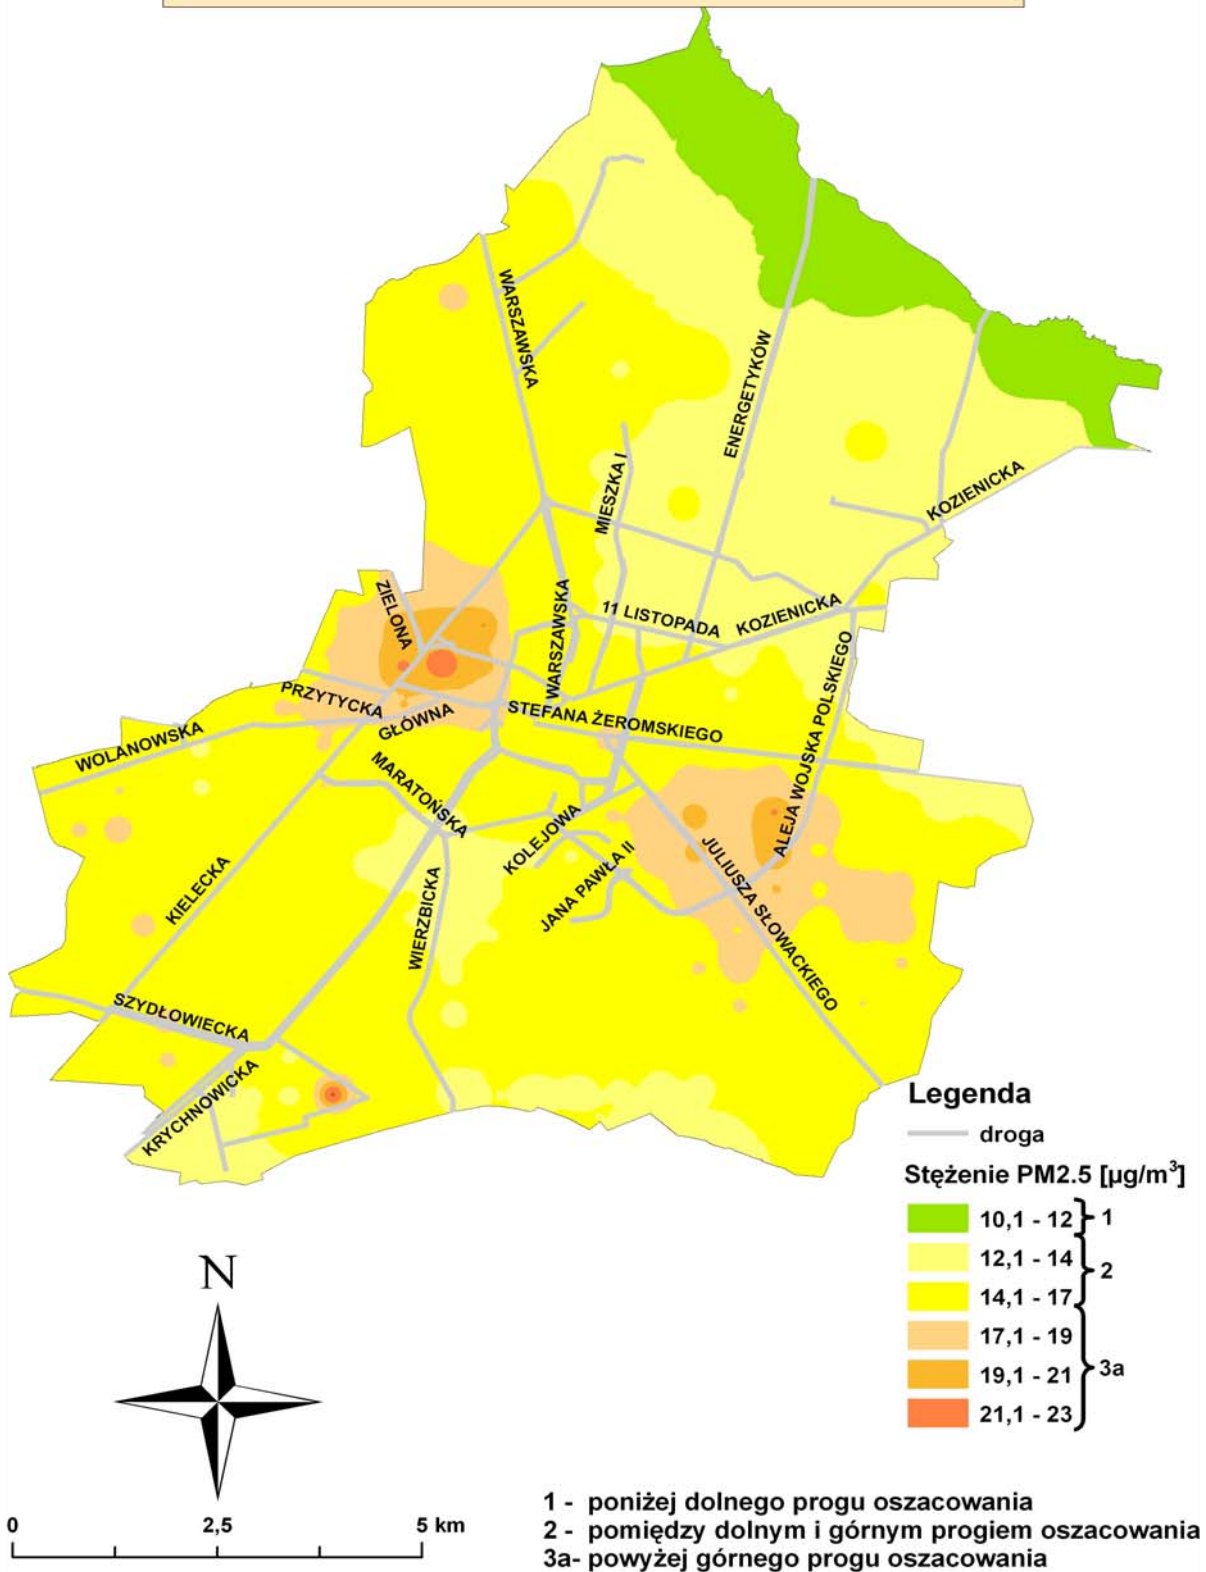 WARSZAWSKA
ENERGETYKÓW
MIESZKA I
KOZIENICKA
ZIELONA
WARSZAWSKA
11 LISTOPADA
KOZIENICKA
ALEJA WOJSKA POLSKIEGO
PRZYTYCKA
GŁÓWNA
STEFANA ŻEROMSKIEGO
WOLANOWSKA
MARATOŃSKA
KOLEJOWA
JULIUSZA SŁOWACKIEGO
JANA PAWŁA II
KIELECKA
WIERZBICKA
SZYDŁOWIECKA
KRYCHNOWICKA
Legenda
droga
Stężenie PM2.5 [µg/m³]
10,1 - 12 1
12,1 - 14
2
14,1 - 17
17,1 - 19
19,1 - 21 3a
21,1 - 23
N
0 2,5 5 km
1 - poniżej dolnego progu oszacowania
2 - pomiędzy dolnym i górnym progiem oszacowania
3a- powyżej górnego progu oszacowania